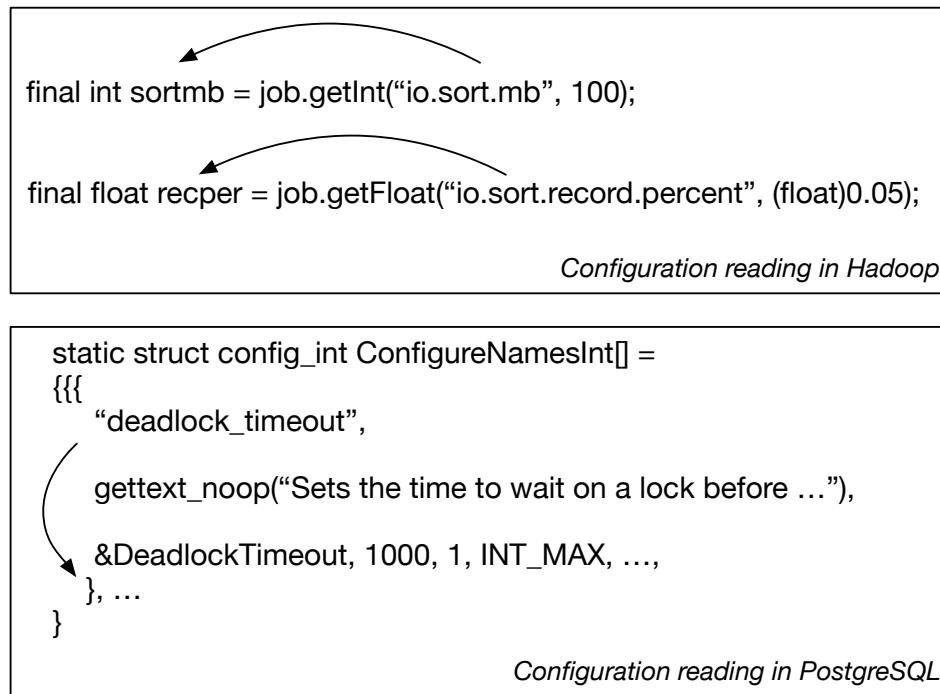 final int sortmb = job.getInt(“io.sort.mb”, 100);
final float recper = job.getFloat(“io.sort.record.percent”, (float)0.05);
Configuration reading in Hadoop
static struct config_int ConfigureNamesInt[] =
{{{
“deadlock_timeout”,
gettext_noop(“Sets the time to wait on a lock before …”),
&DeadlockTimeout, 1000, 1, INT_MAX, …,
}, …
}
Configuration reading in PostgreSQL